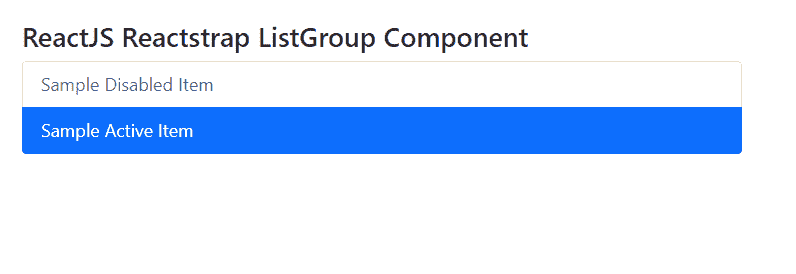 ReactJS Reactstrap ListGroup Component
Sample Disabled Item
Sample Active Item